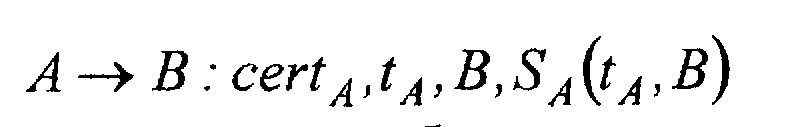 A → B : cert_A, t_A, B, S_A(t_A, B)